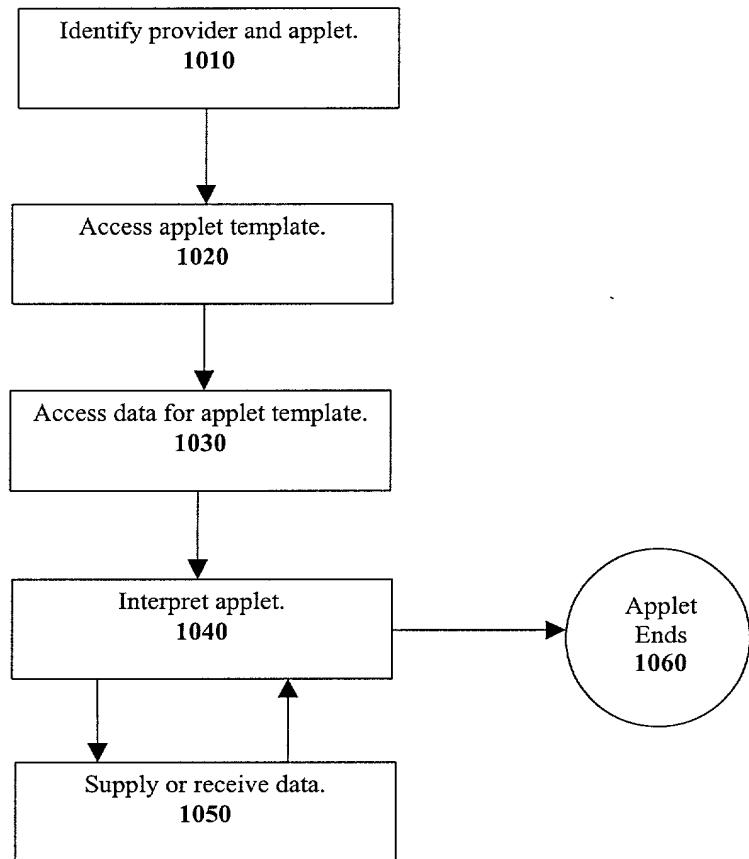 Identify provider and applet.
1010
Access applet template.
1020
Access data for applet template.
1030
Interpret applet.
1040
Applet
Ends
1060
Supply or receive data.
1050